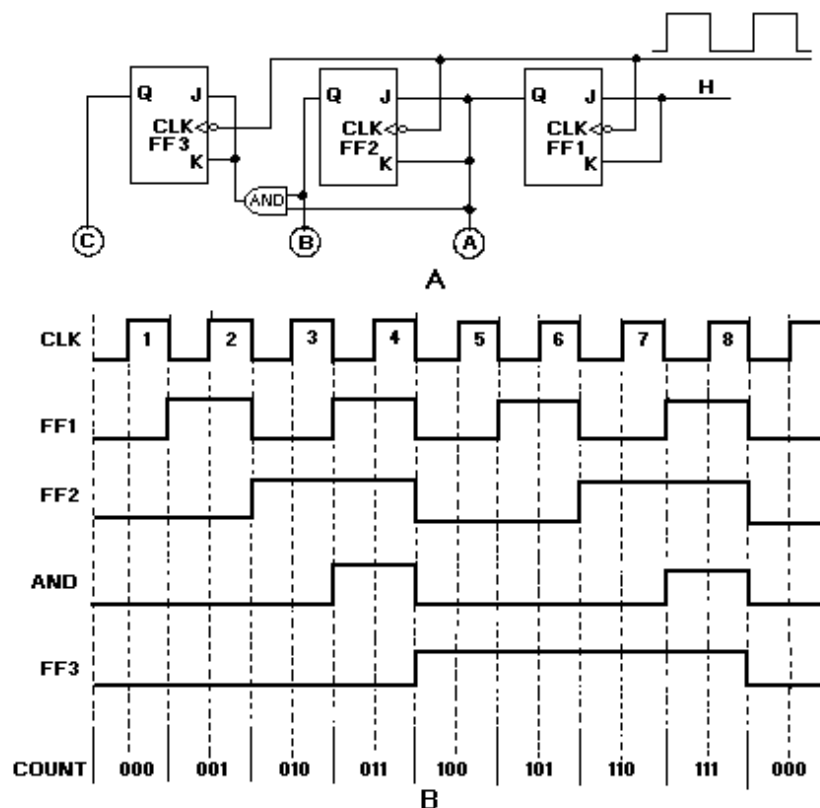 H
Q J Q J Q J
CLK CLK CLK
FF3 FF2 FF1
K K K
AND
C B A
A
CLK 1 2 3 4 5 6 7 8
FF1
FF2
AND
FF3
COUNT 000 001 010 011 100 101 110 111 000
B